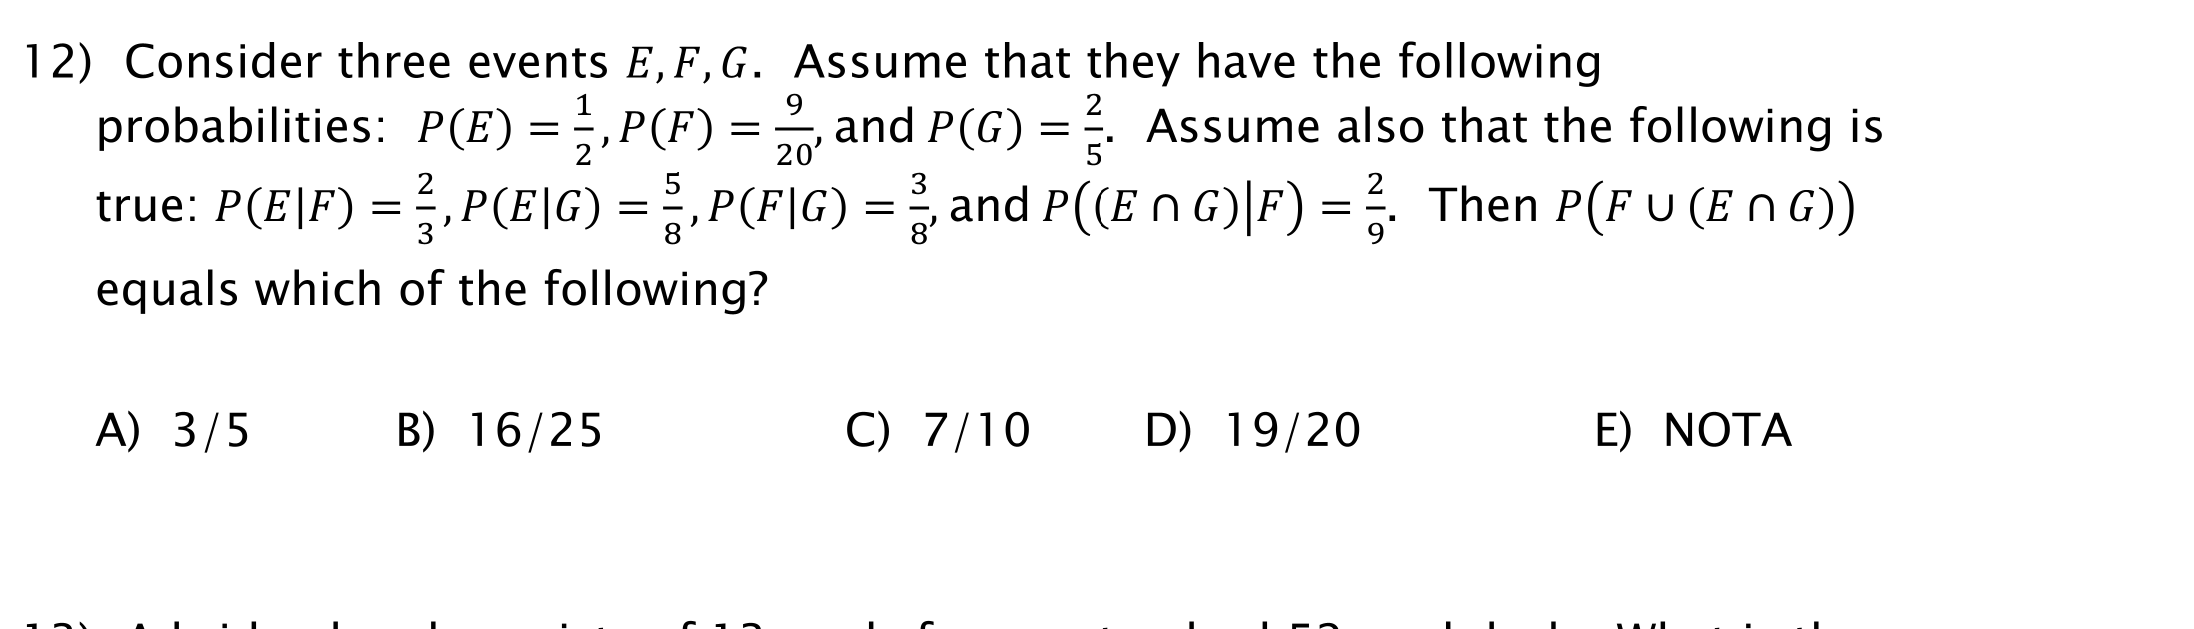 12) Consider three events E, F, G. Assume that they have the following
probabilities: P(E) = 1/2, P(F) = 9/20, and P(G) = 2/5. Assume also that the following is
true: P(E|F) = 2/3, P(E|G) = 5/8, P(F|G) = 3/8, and P((E ∩ G)|F) = 2/9. Then P(F ∪ (E ∩ G))
equals which of the following?
A) 3/5 B) 16/25 C) 7/10 D) 19/20 E) NOTA